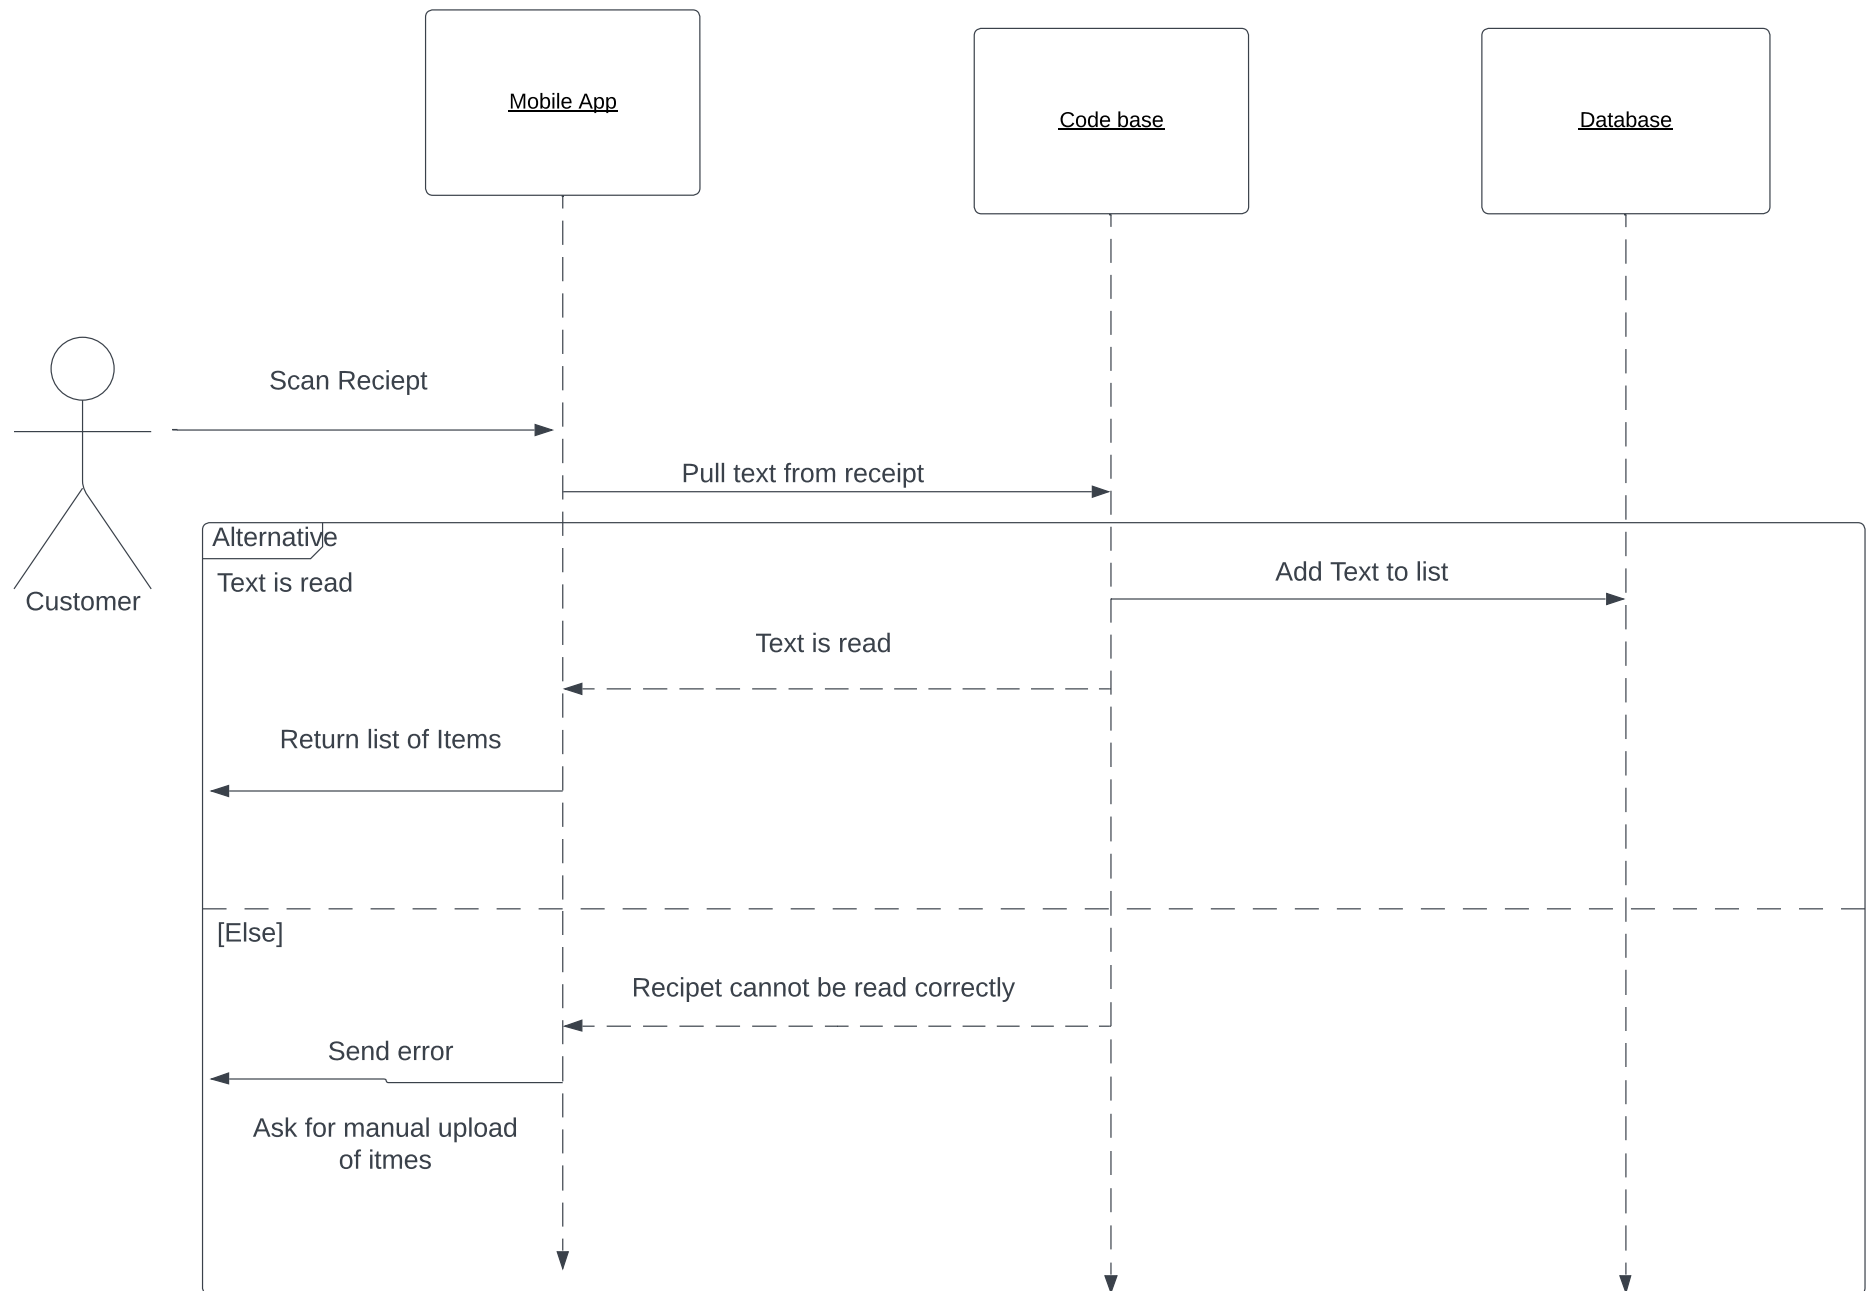 Mobile App
Code base
Database
Scan Reciept
Pull text from receipt
Alternative
Text is read
Customer
Add Text to list
Text is read
Return list of Items
[Else]
Recipet cannot be read correctly
Send error
Ask for manual upload
of itmes